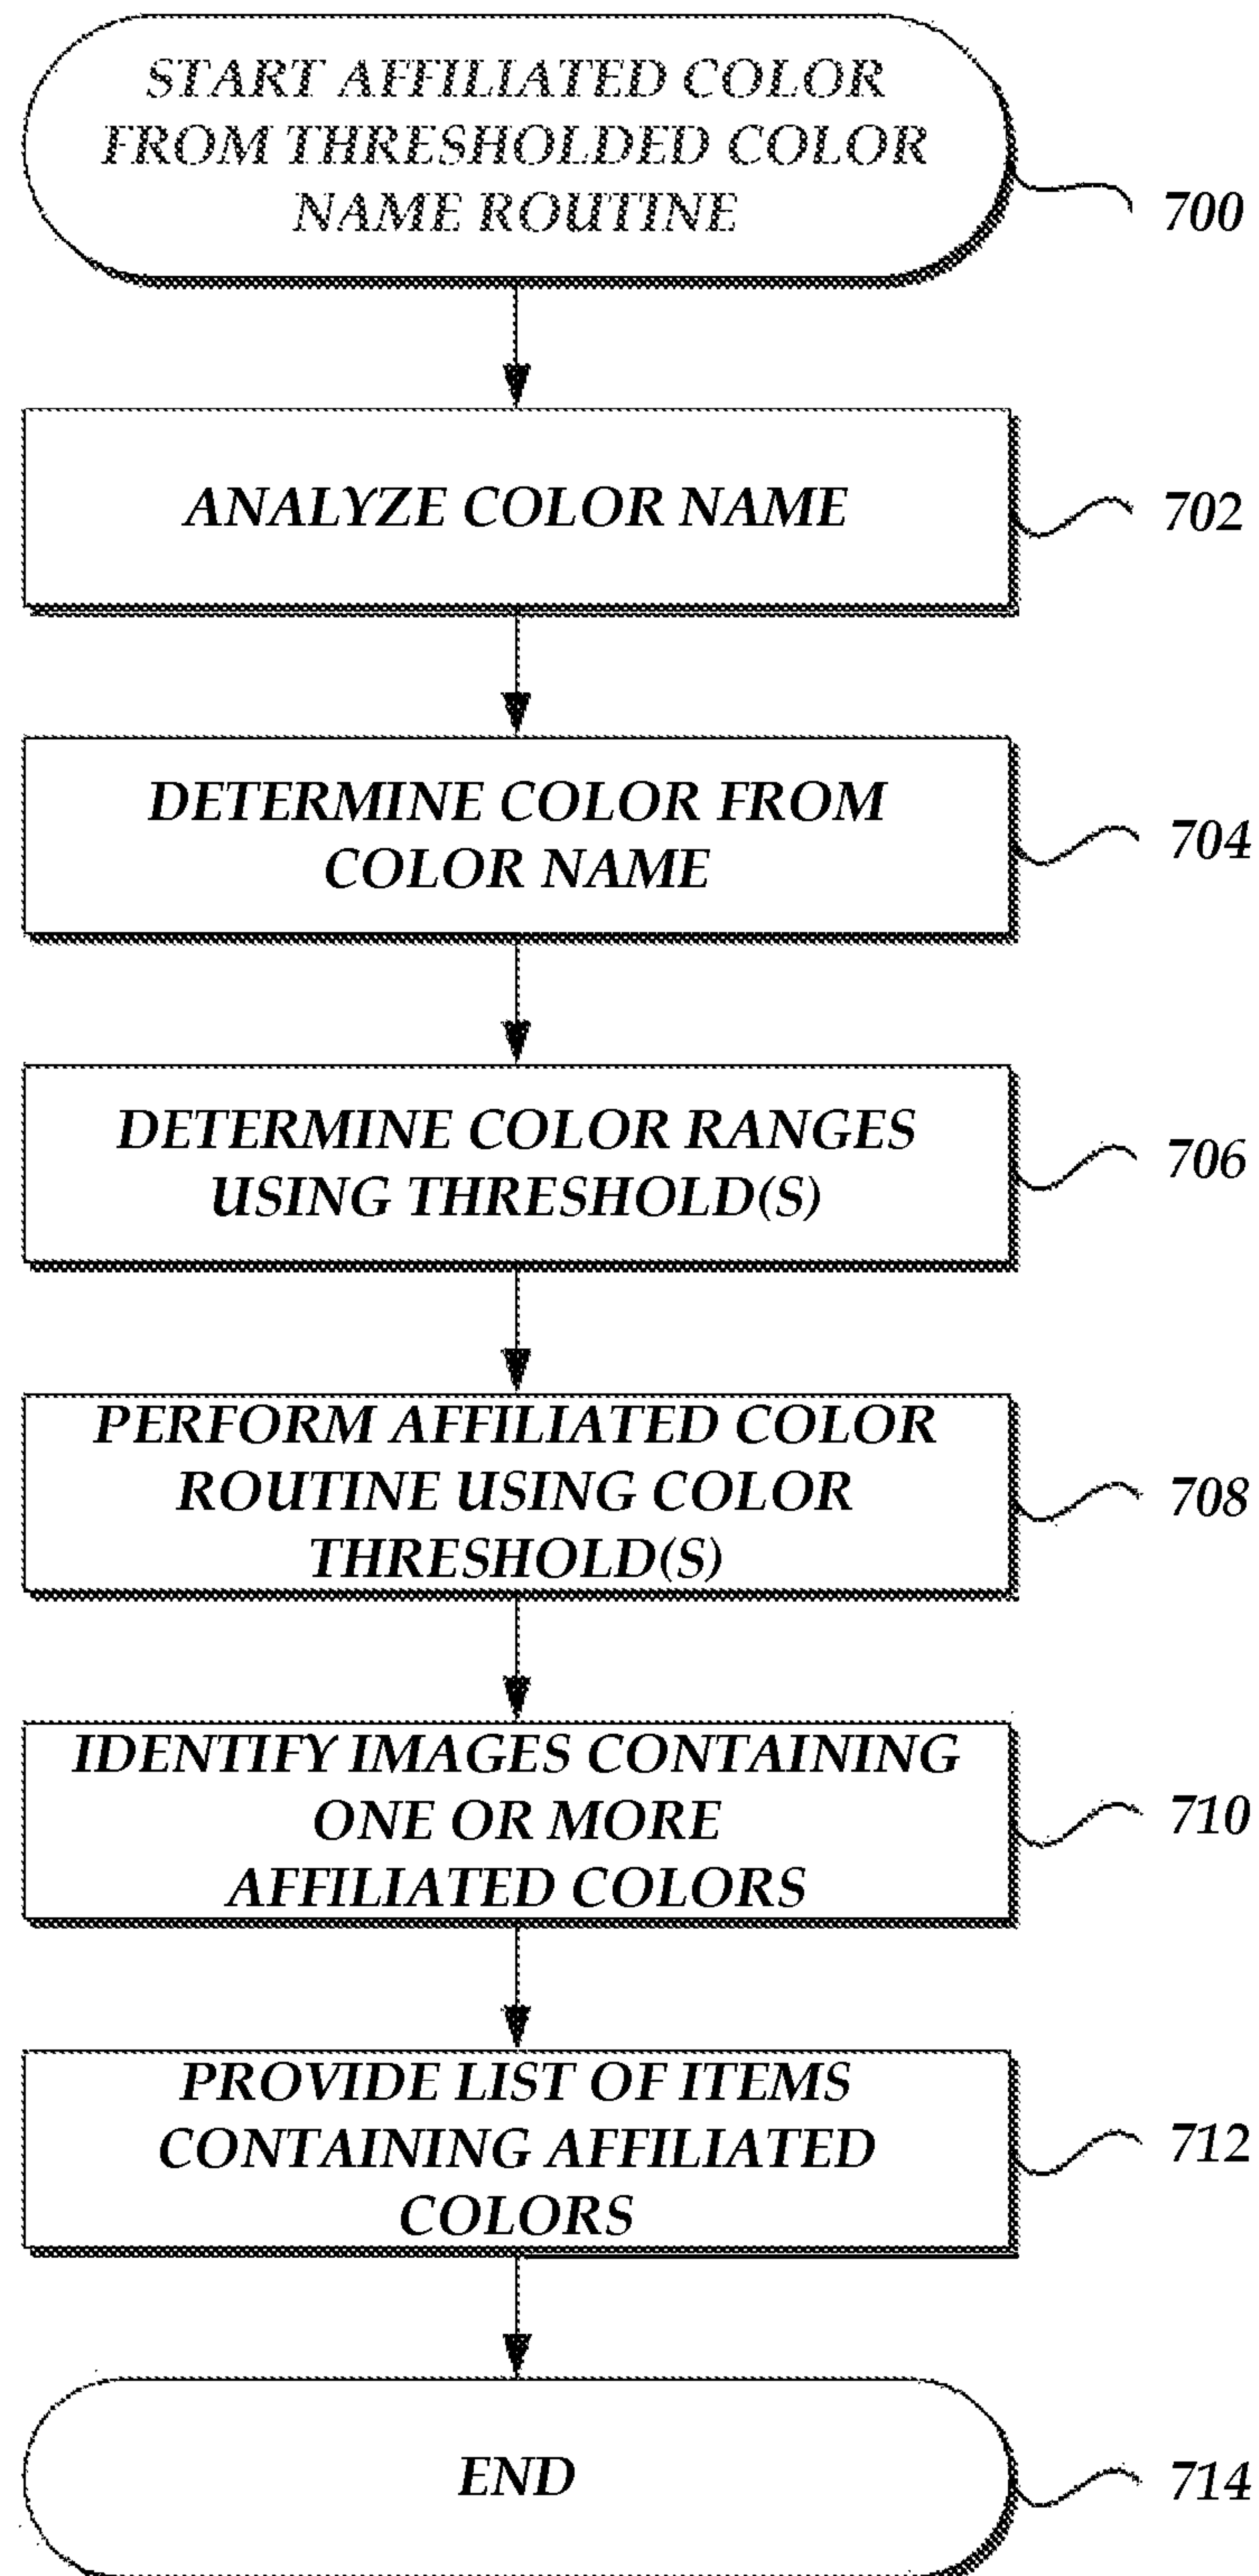 START AFFILIATED COLOR
FROM THRESHOLDED COLOR
NAME ROUTINE
700
ANALYZE COLOR NAME
702
DETERMINE COLOR FROM
COLOR NAME
704
DETERMINE COLOR RANGES
USING THRESHOLD(S)
706
PERFORM AFFILIATED COLOR
ROUTINE USING COLOR
THRESHOLD(S)
708
IDENTIFY IMAGES CONTAINING
ONE OR MORE
AFFILIATED COLORS
710
PROVIDE LIST OF ITEMS
CONTAINING AFFILIATED
COLORS
712
END
714